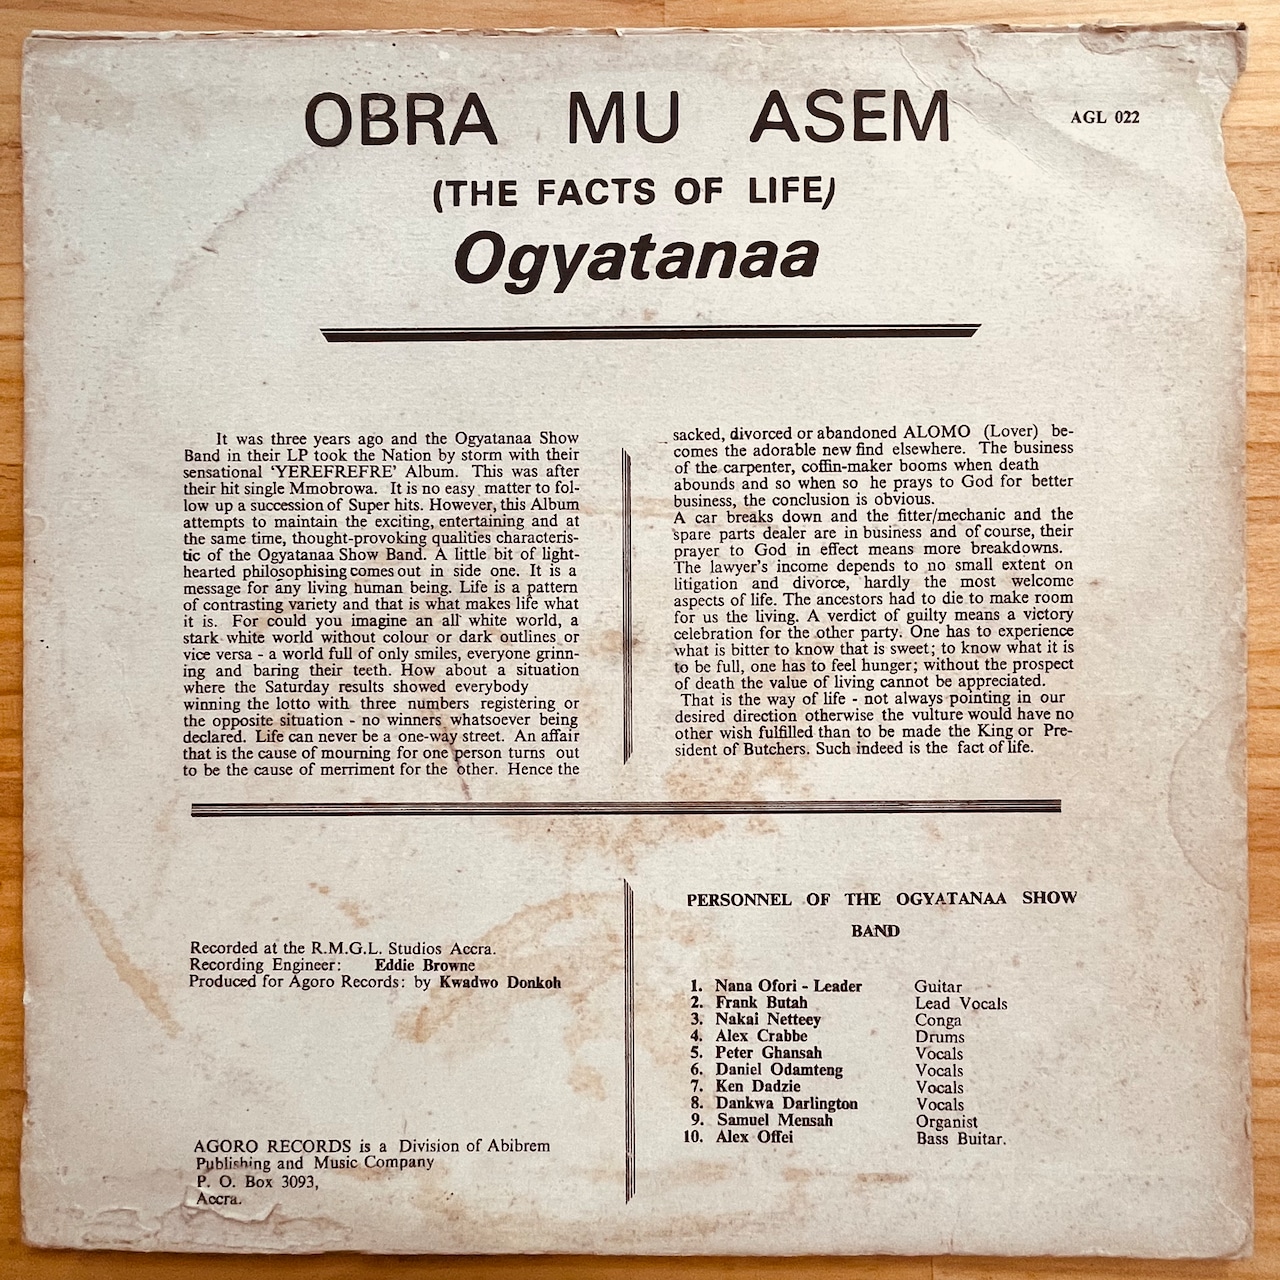 OBRA MU ASEM
AGL 022
(THE FACTS OF LIFE)
Ogyatanaa
It was three years ago and the Ogyatanaa Show
Band in their LP took the Nation by storm with their
sensational ‘YEREFREFRE’ Album. This was after
their hit single Mmobrowa. It is no easy matter to fol-
low up a succession of Super hits. However, this Album
attempts to maintain the exciting, entertaining and at
the same time, thought-provoking qualities characteris-
tic of the Ogyatanaa Show Band. A little bit of light-
hearted philosophising comes out in side one. It is a
message for any living human being. Life is a pattern
of contrasting variety and that is what makes life what
it is. For could you imagine an all white world, a
stark white world without colour or dark outlines or
vice versa - a world full of only smiles, everyone grinn-
ing and baring their teeth. How about a situation
where the Saturday results showed everybody
winning the lotto with three numbers registering or
the opposite situation - no winners whatsoever being
declared. Life can never be a one-way street. An affair
that is the cause of mourning for one person turns out
to be the cause of merriment for the other. Hence the
sacked, divorced or abandoned ALOMO (Lover) be-
comes the adorable new find elsewhere. The business
of the carpenter, coffin-maker booms when death
abounds and so when so he prays to God for better
business, the conclusion is obvious.
A car breaks down and the fitter/mechanic and the
spare parts dealer are in business and of course, their
prayer to God in effect means more breakdowns.
The lawyer's income depends to no small extent on
litigation and divorce, hardly the most welcome
aspects of life. The ancestors had to die to make room
for us the living. A verdict of guilty means a victory
celebration for the other party. One has to experience
what is bitter to know that is sweet; to know what it is
to be full, one has to feel hunger; without the prospect
of death the value of living cannot be appreciated.
That is the way of life - not always pointing in our
desired direction otherwise the vulture would have no
other wish fulfilled than to be made the King or Pre-
sident of Butchers. Such indeed is the fact of life.
Recorded at the R.M.G.L. Studios Accra.
Recording Engineer: Eddie Browne
Produced for Agoro Records: by Kwadwo Donkoh
AGORO RECORDS is a Division of Abibrem
Publishing and Music Company
P. O. Box 3093,
Accra.
PERSONNEL OF THE OGYATANAA SHOW
BAND
1. Nana Ofori - Leader Guitar
2. Frank Butah Lead Vocals
3. Nakai Netteey Conga
4. Alex Crabbe Drums
5. Peter Ghansah Vocals
6. Daniel Odamteng Vocals
7. Ken Dadzie Vocals
8. Dankwa Darlington Vocals
9. Samuel Mensah Organist
10. Alex Offei Bass Buitar.